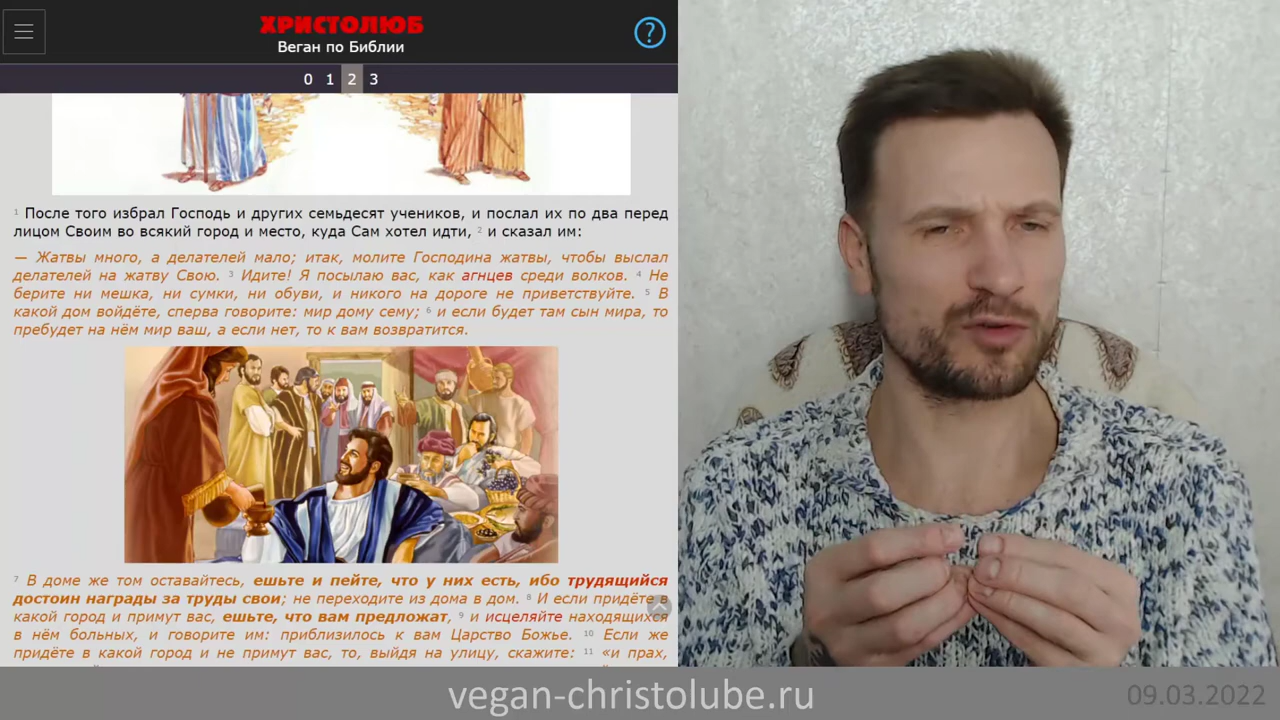 ХРИСТОЛЮБ
Веган по Библии
?
0 1 2 3
1 После того избрал Господь и других семьдесят учеников, и послал их по два перед
лицом Своим во всякий город и место, куда Сам хотел идти, 2 и сказал им:
— Жатвы много, а делателей мало; итак, молите Господина жатвы, чтобы выслал
делателей на жатву Свою. 3 Идите! Я посылаю вас, как агнцев среди волков. 4 Не
берите ни мешка, ни сумки, ни обуви, и никого на дороге не приветствуйте. 5 В
какой дом войдёте, сперва говорите: мир дому сему; 6 и если будет там сын мира, то
пребудет на нём мир ваш, а если нет, то к вам возвратится.
7 В доме же том оставайтесь, ешьте и пейте, что у них есть, ибо трудящийся
достоин награды за труды свои; не переходите из дома в дом. 8 И если придёте в
какой город и примут вас, ешьте, что вам предложат, 9 и исцеляйте находящихся
в нём больных, и говорите им: приблизилось к вам Царство Божье. 10 Если же
придёте в какой город и не примут вас, то, выйдя на улицу, скажите: 11 «и прах,
vegan-christolube.ru
09.03.2022